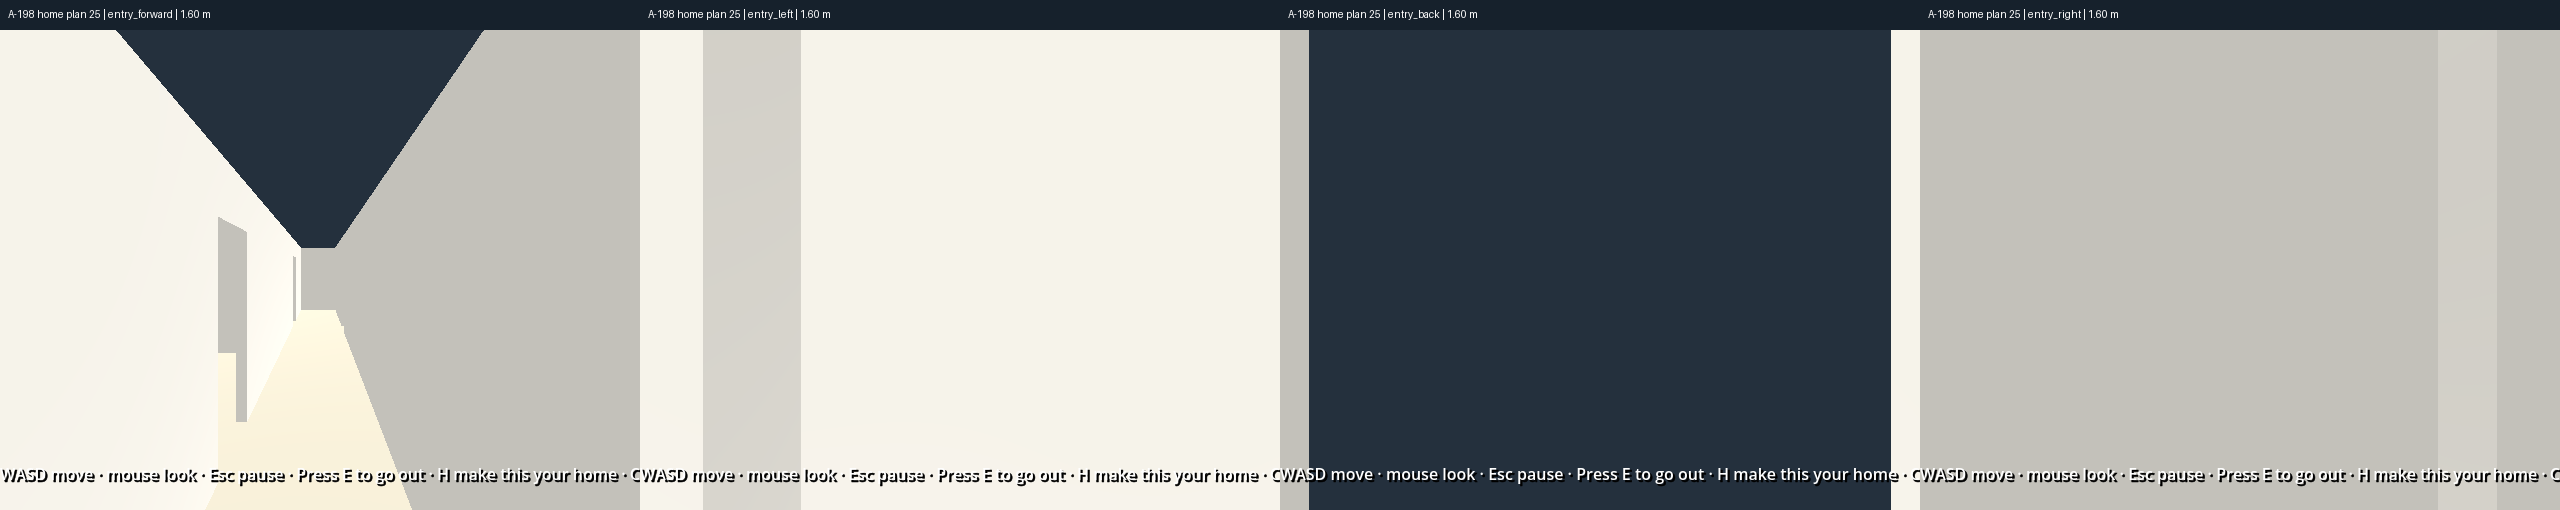 A-198 home plan 25 | entry_forward | 1.60 m
A-198 home plan 25 | entry_left | 1.60 m
A-198 home plan 25 | entry_back | 1.60 m
A-198 home plan 25 | entry_right | 1.60 m
WASD move · mouse look · Esc pause · Press E to go out · H make this your home · C
WASD move · mouse look · Esc pause · Press E to go out · H make this your home · C
WASD move · mouse look · Esc pause · Press E to go out · H make this your home · C
WASD move · mouse look · Esc pause · Press E to go out · H make this your home · C